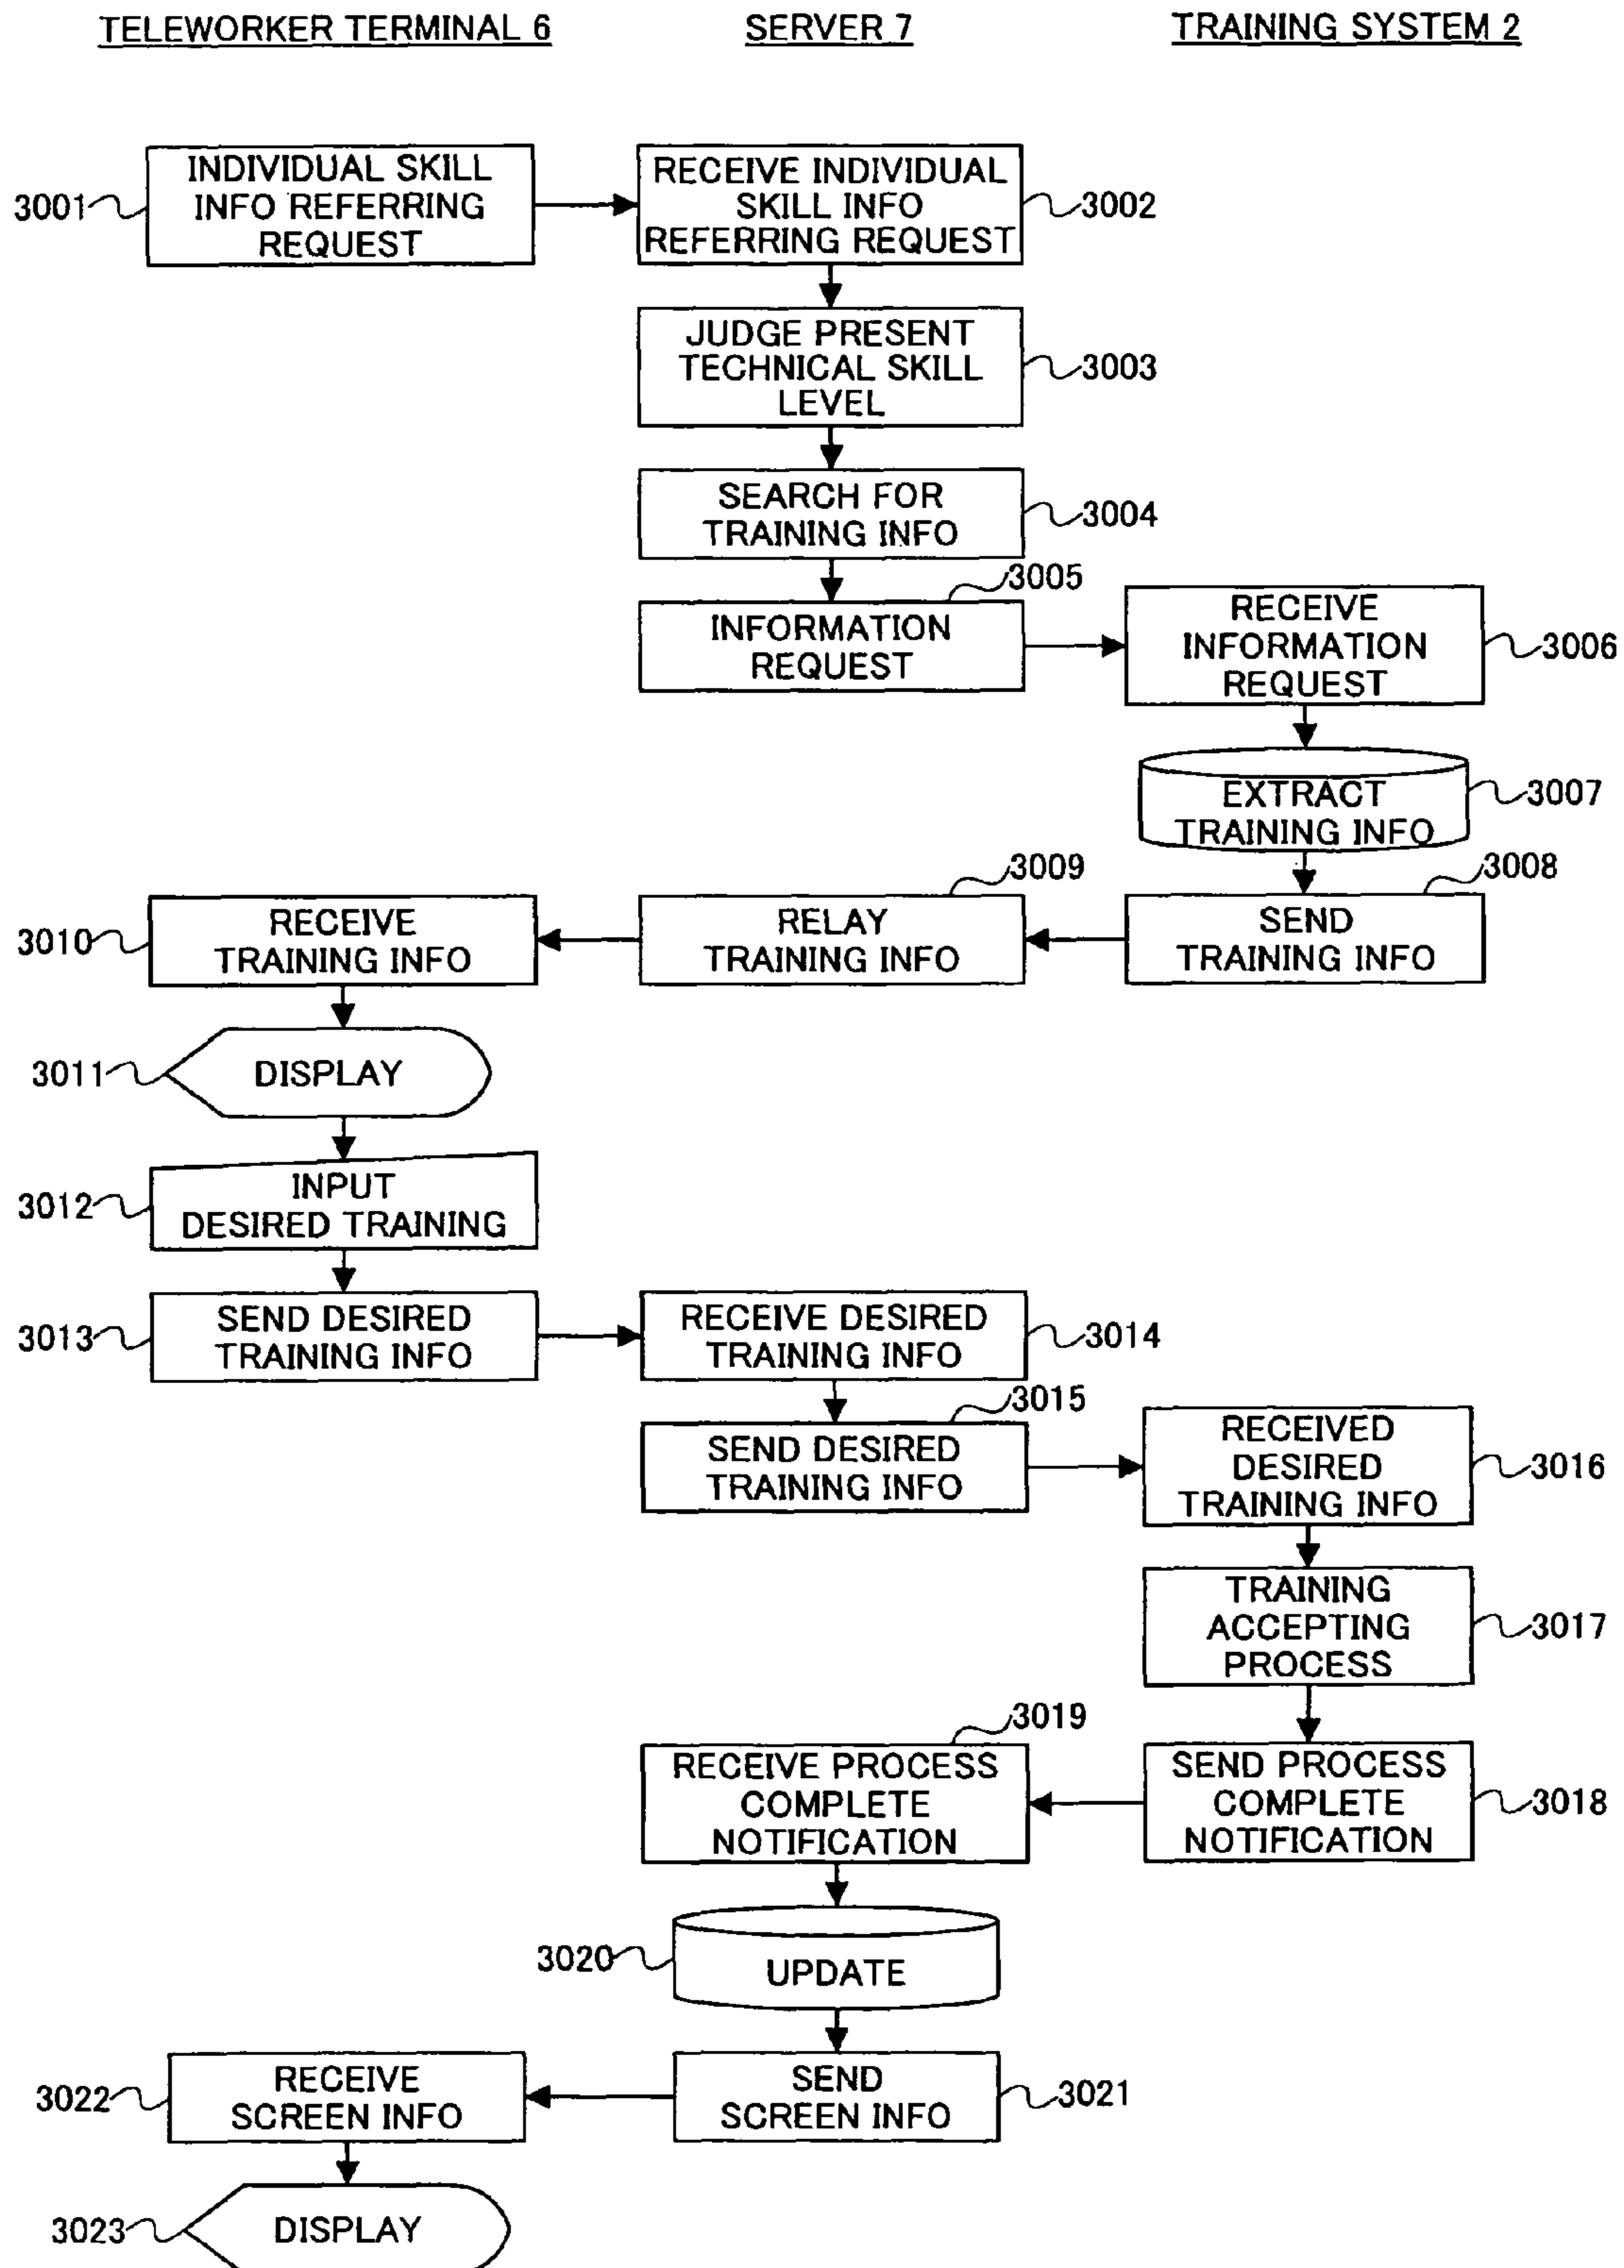 TELEWORKER TERMINAL 6
SERVER 7
TRAINING SYSTEM 2
3001
INDIVIDUAL SKILL
INFO REFERRING
REQUEST
RECEIVE INDIVIDUAL
SKILL INFO
REFERRING REQUEST
3002
JUDGE PRESENT
TECHNICAL SKILL
LEVEL
3003
SEARCH FOR
TRAINING INFO
3004
3005
INFORMATION
REQUEST
RECEIVE
INFORMATION
REQUEST
3006
EXTRACT
TRAINING INFO
3007
3008
SEND
TRAINING INFO
3009
RELAY
TRAINING INFO
3010
RECEIVE
TRAINING INFO
3011
DISPLAY
3012
INPUT
DESIRED TRAINING
3013
SEND DESIRED
TRAINING INFO
RECEIVE DESIRED
TRAINING INFO
3014
3015
SEND DESIRED
TRAINING INFO
RECEIVED
DESIRED
TRAINING INFO
3016
TRAINING
ACCEPTING
PROCESS
3017
SEND PROCESS
COMPLETE
NOTIFICATION
3018
3019
RECEIVE PROCESS
COMPLETE
NOTIFICATION
3020
UPDATE
SEND
SCREEN INFO
3021
3022
RECEIVE
SCREEN INFO
3023
DISPLAY